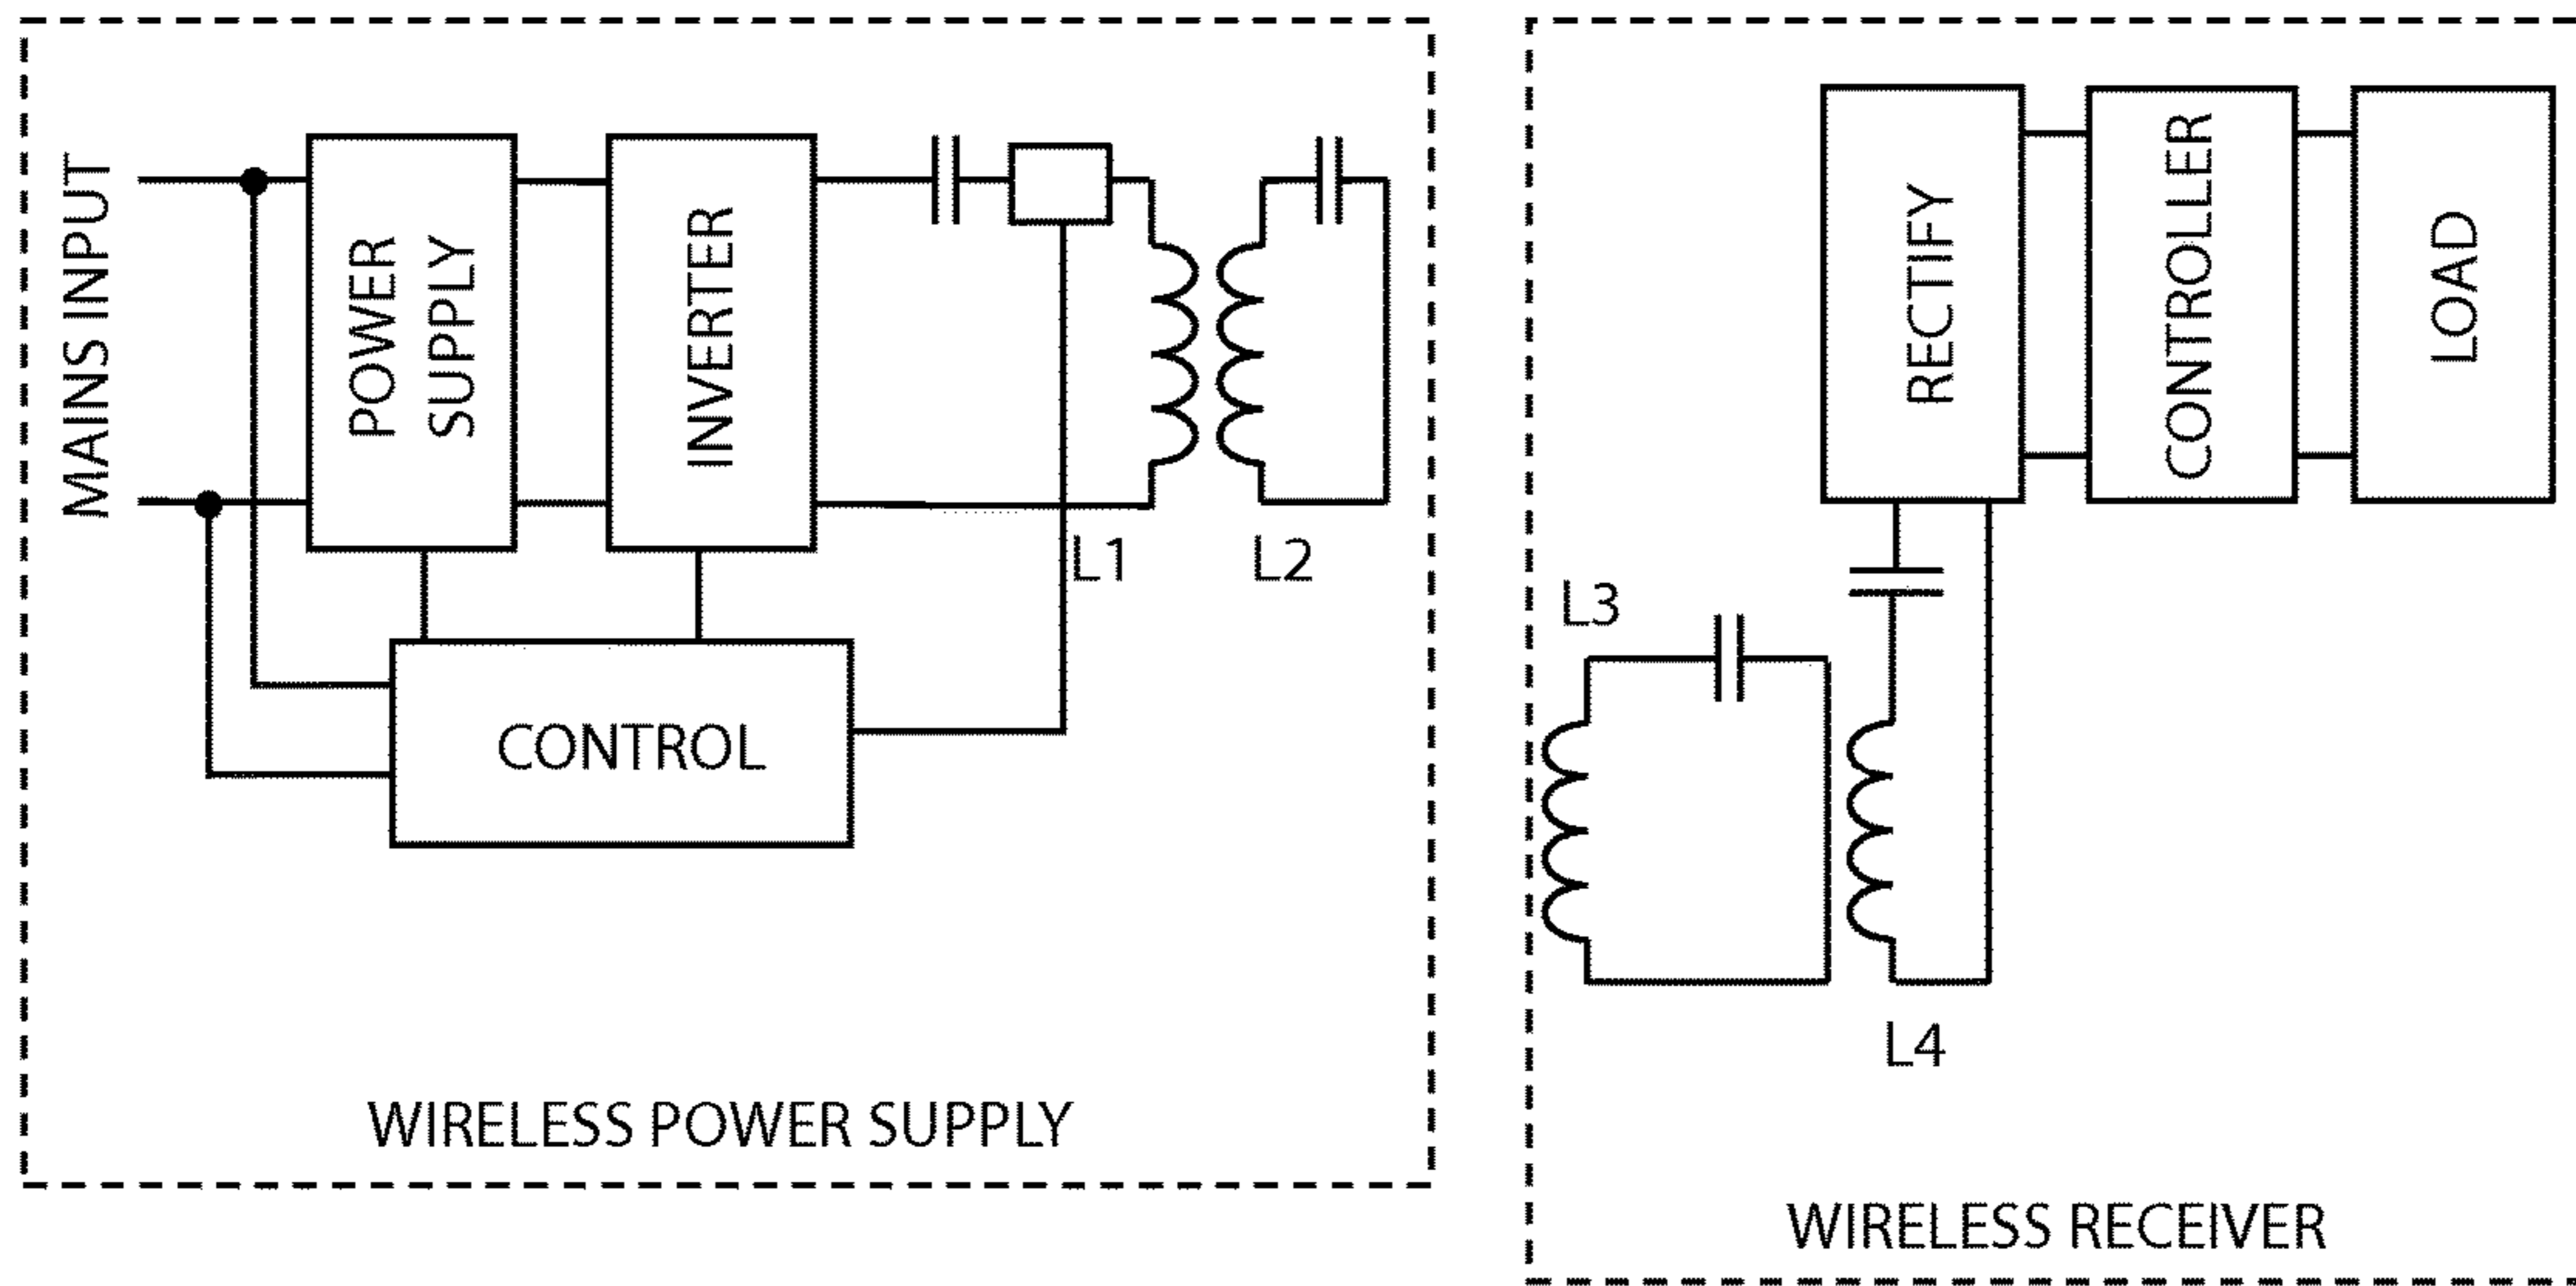 MAINS INPUT
POWER
SUPPLY
INVERTER
CONTROL
L1
L2
WIRELESS POWER SUPPLY
RECTIFY
CONTROLLER
LOAD
L3
L4
WIRELESS RECEIVER